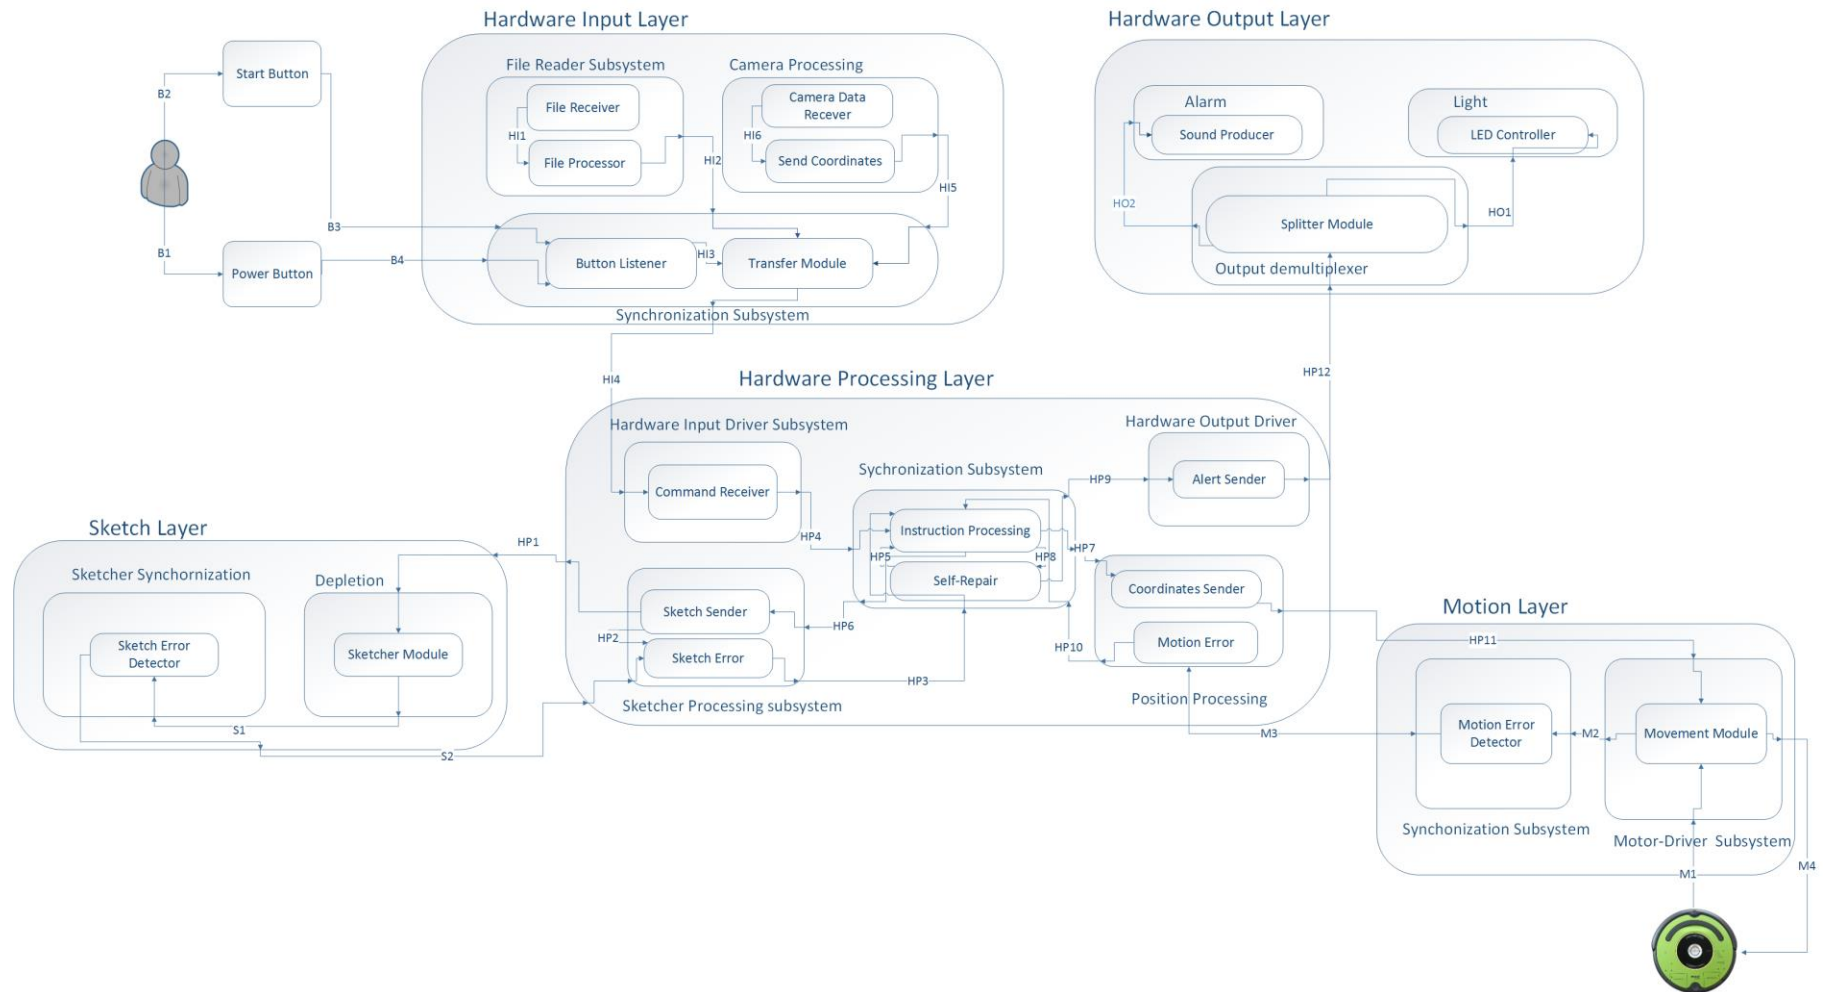 Hardware Input Layer
Hardware Output Layer
Start Button
B2
B1
Power Button
B3
B4
File Reader Subsystem
File Receiver
HI1
File Processor
HI2
Camera Processing
Camera Data
Recever
HI6
Send Coordinates
HI5
Button Listener
HI3
Transfer Module
Synchronization Subsystem
HI4
Alarm
Sound Producer
Light
LED Controller
HO2
Splitter Module
HO1
Output demultiplexer
HP12
Hardware Processing Layer
Hardware Input Driver Subsystem
Command Receiver
HP4
Sychronization Subsystem
Instruction Processing
HP5
HP8
Self-Repair
HP7
HP9
Hardware Output Driver
Alert Sender
Coordinates Sender
Motion Error
HP10
Position Processing
HP6
Sketch Sender
HP2
Sketch Error
HP3
Sketcher Processing subsystem
HP1
Sketch Layer
Sketcher Synchornization
Sketch Error
Detector
Depletion
Sketcher Module
S1
S2
Motion Layer
HP11
M3
Motion Error
Detector
M2
Movement Module
Synchonization Subsystem
Motor-Driver Subsystem
M1
M4